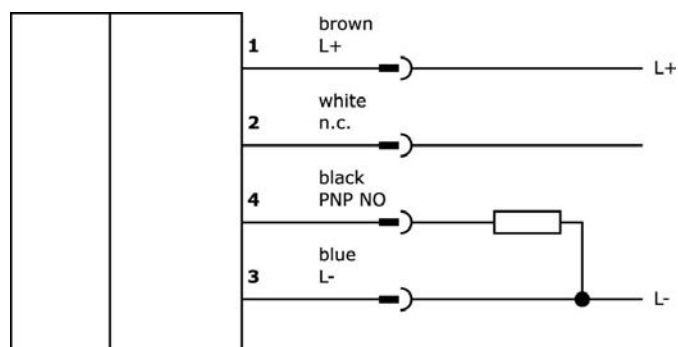 brown
1 L+
L+
white
2 n.c.
black
4 PNP NO
blue
3 L-
L-